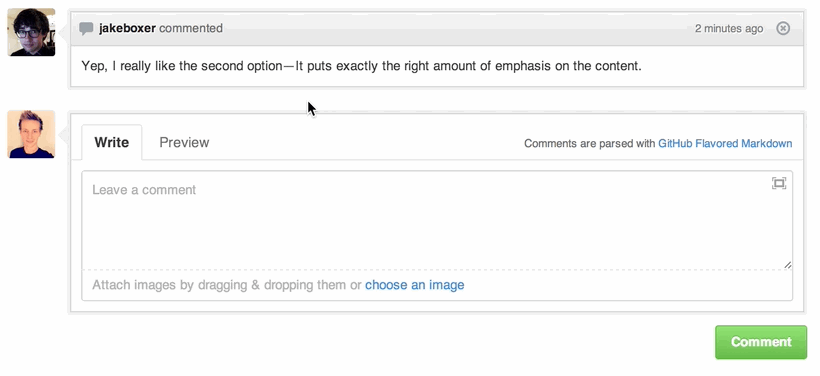 jakeboxer commented 2 minutes ago
Yep, I really like the second option—It puts exactly the right amount of emphasis on the content.
Write Preview Comments are parsed with GitHub Flavored Markdown
Leave a comment
Attach images by dragging & dropping them or choose an image
Comment